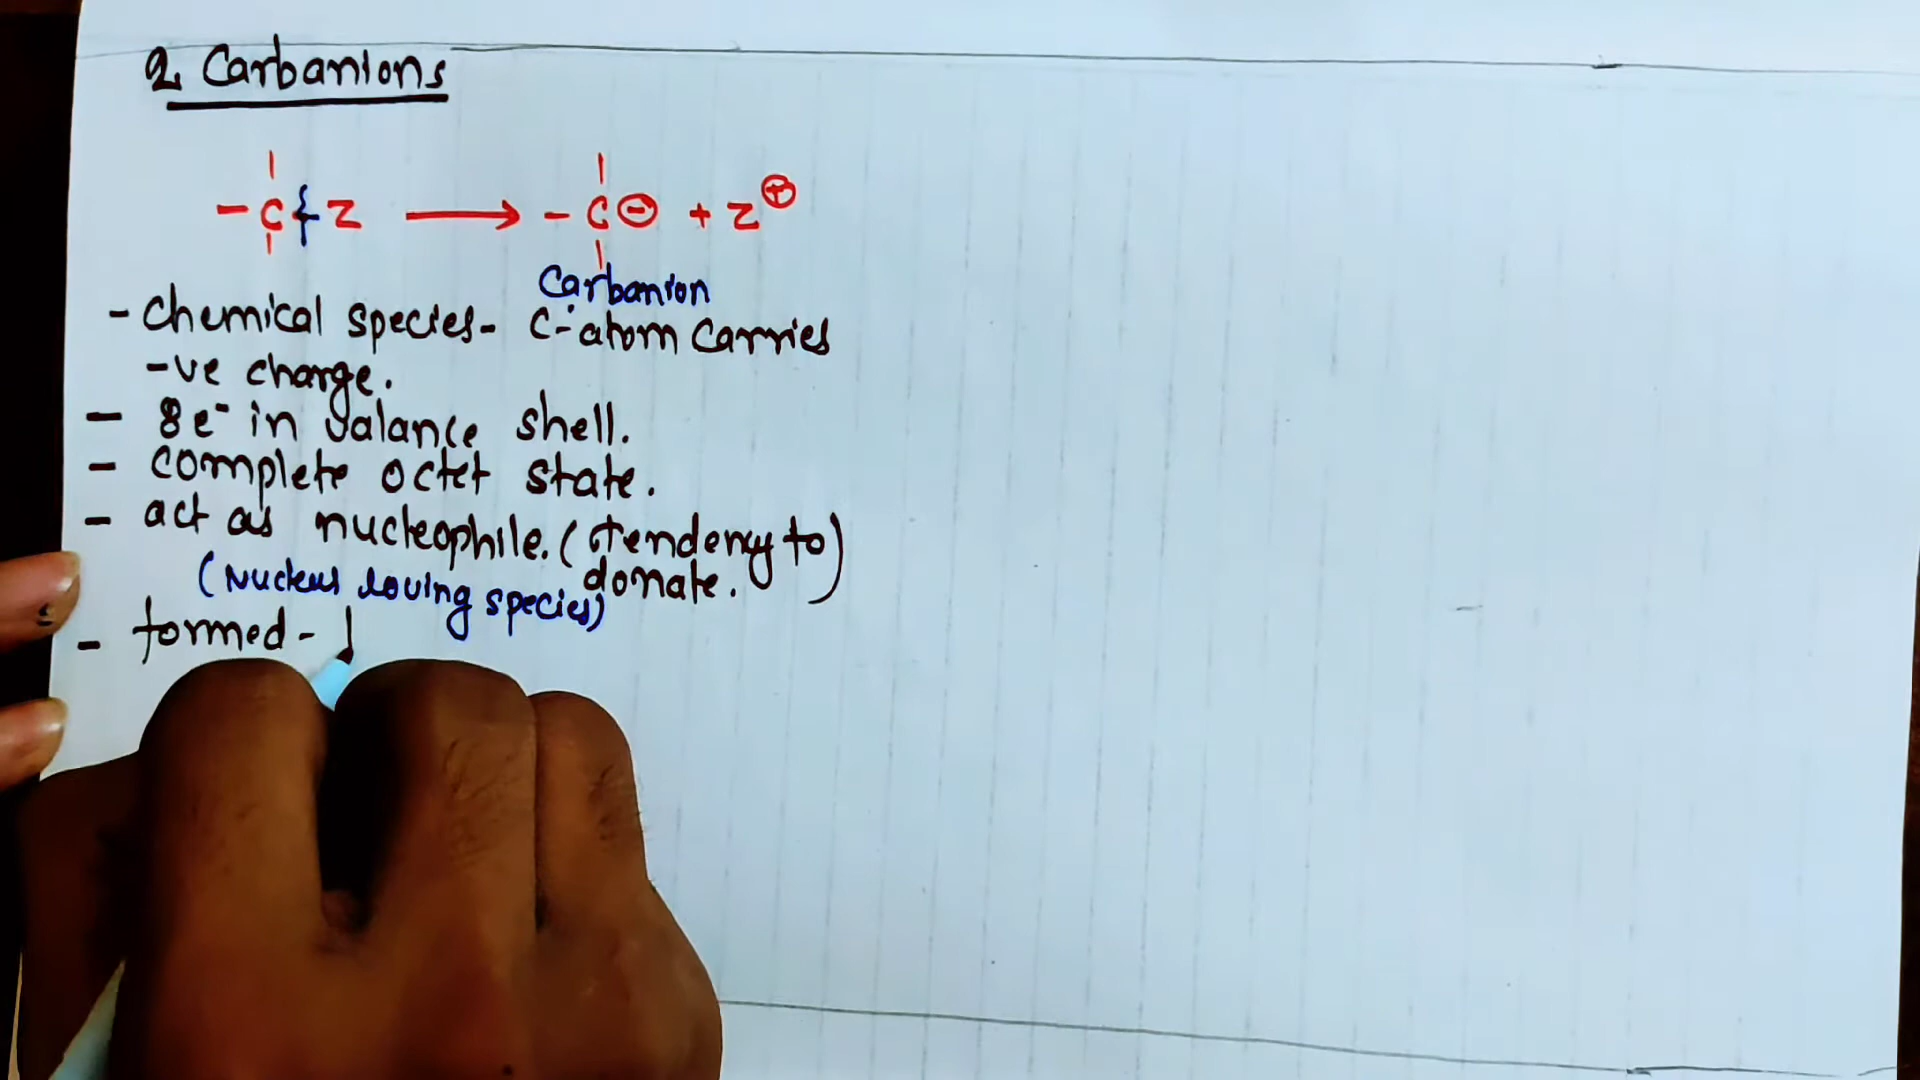 2. Carbanions
- C - Z → - C ⊖ + Z ⊕
Carbanion
- chemical species - C-atom carries
-ve charge.
- 8e⁻ in valance shell.
- complete octet state.
- act as nucleophile. (tendency to
donate.)
(Nucleus loving species)
- formed -